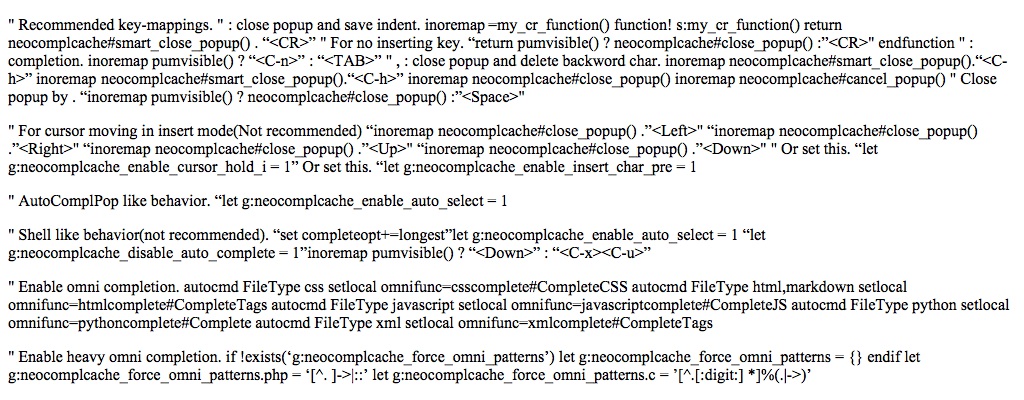 " Recommended key-mappings. " : close popup and save indent. inoremap =my_cr_function() function! s:my_cr_function() return
neocomplcache#smart_close_popup() . “<CR>” " For no inserting key. “return pumvisible() ? neocomplcache#close_popup() :”<CR>" endfunction " :
completion. inoremap pumvisible() ? “<C-n>” : “<TAB>” " , : close popup and delete backword char. inoremap neocomplcache#smart_close_popup().“<C-
h>” inoremap neocomplcache#smart_close_popup().“<C-h>” inoremap neocomplcache#close_popup() inoremap neocomplcache#cancel_popup() " Close
popup by . “inoremap pumvisible() ? neocomplcache#close_popup() :”<Space>"
" For cursor moving in insert mode(Not recommended) “inoremap neocomplcache#close_popup() .”<Left>" “inoremap neocomplcache#close_popup()
.”<Right>" “inoremap neocomplcache#close_popup() .”<Up>" “inoremap neocomplcache#close_popup() .”<Down>" " Or set this. “let
g:neocomplcache_enable_cursor_hold_i = 1” Or set this. “let g:neocomplcache_enable_insert_char_pre = 1
" AutoComplPop like behavior. “let g:neocomplcache_enable_auto_select = 1
" Shell like behavior(not recommended). “set completeopt+=longest”let g:neocomplcache_enable_auto_select = 1 “let
g:neocomplcache_disable_auto_complete = 1”inoremap pumvisible() ? “<Down>” : “<C-x><C-u>”
" Enable omni completion. autocmd FileType css setlocal omnifunc=csscomplete#CompleteCSS autocmd FileType html,markdown setlocal
omnifunc=htmlcomplete#CompleteTags autocmd FileType javascript setlocal omnifunc=javascriptcomplete#CompleteJS autocmd FileType python setlocal
omnifunc=pythoncomplete#Complete autocmd FileType xml setlocal omnifunc=xmlcomplete#CompleteTags
" Enable heavy omni completion. if !exists(‘g:neocomplcache_force_omni_patterns’) let g:neocomplcache_force_omni_patterns = {} endif let
g:neocomplcache_force_omni_patterns.php = ‘[^. ]->|::’ let g:neocomplcache_force_omni_patterns.c = ’[^.[:digit:] *]%(.|->)’